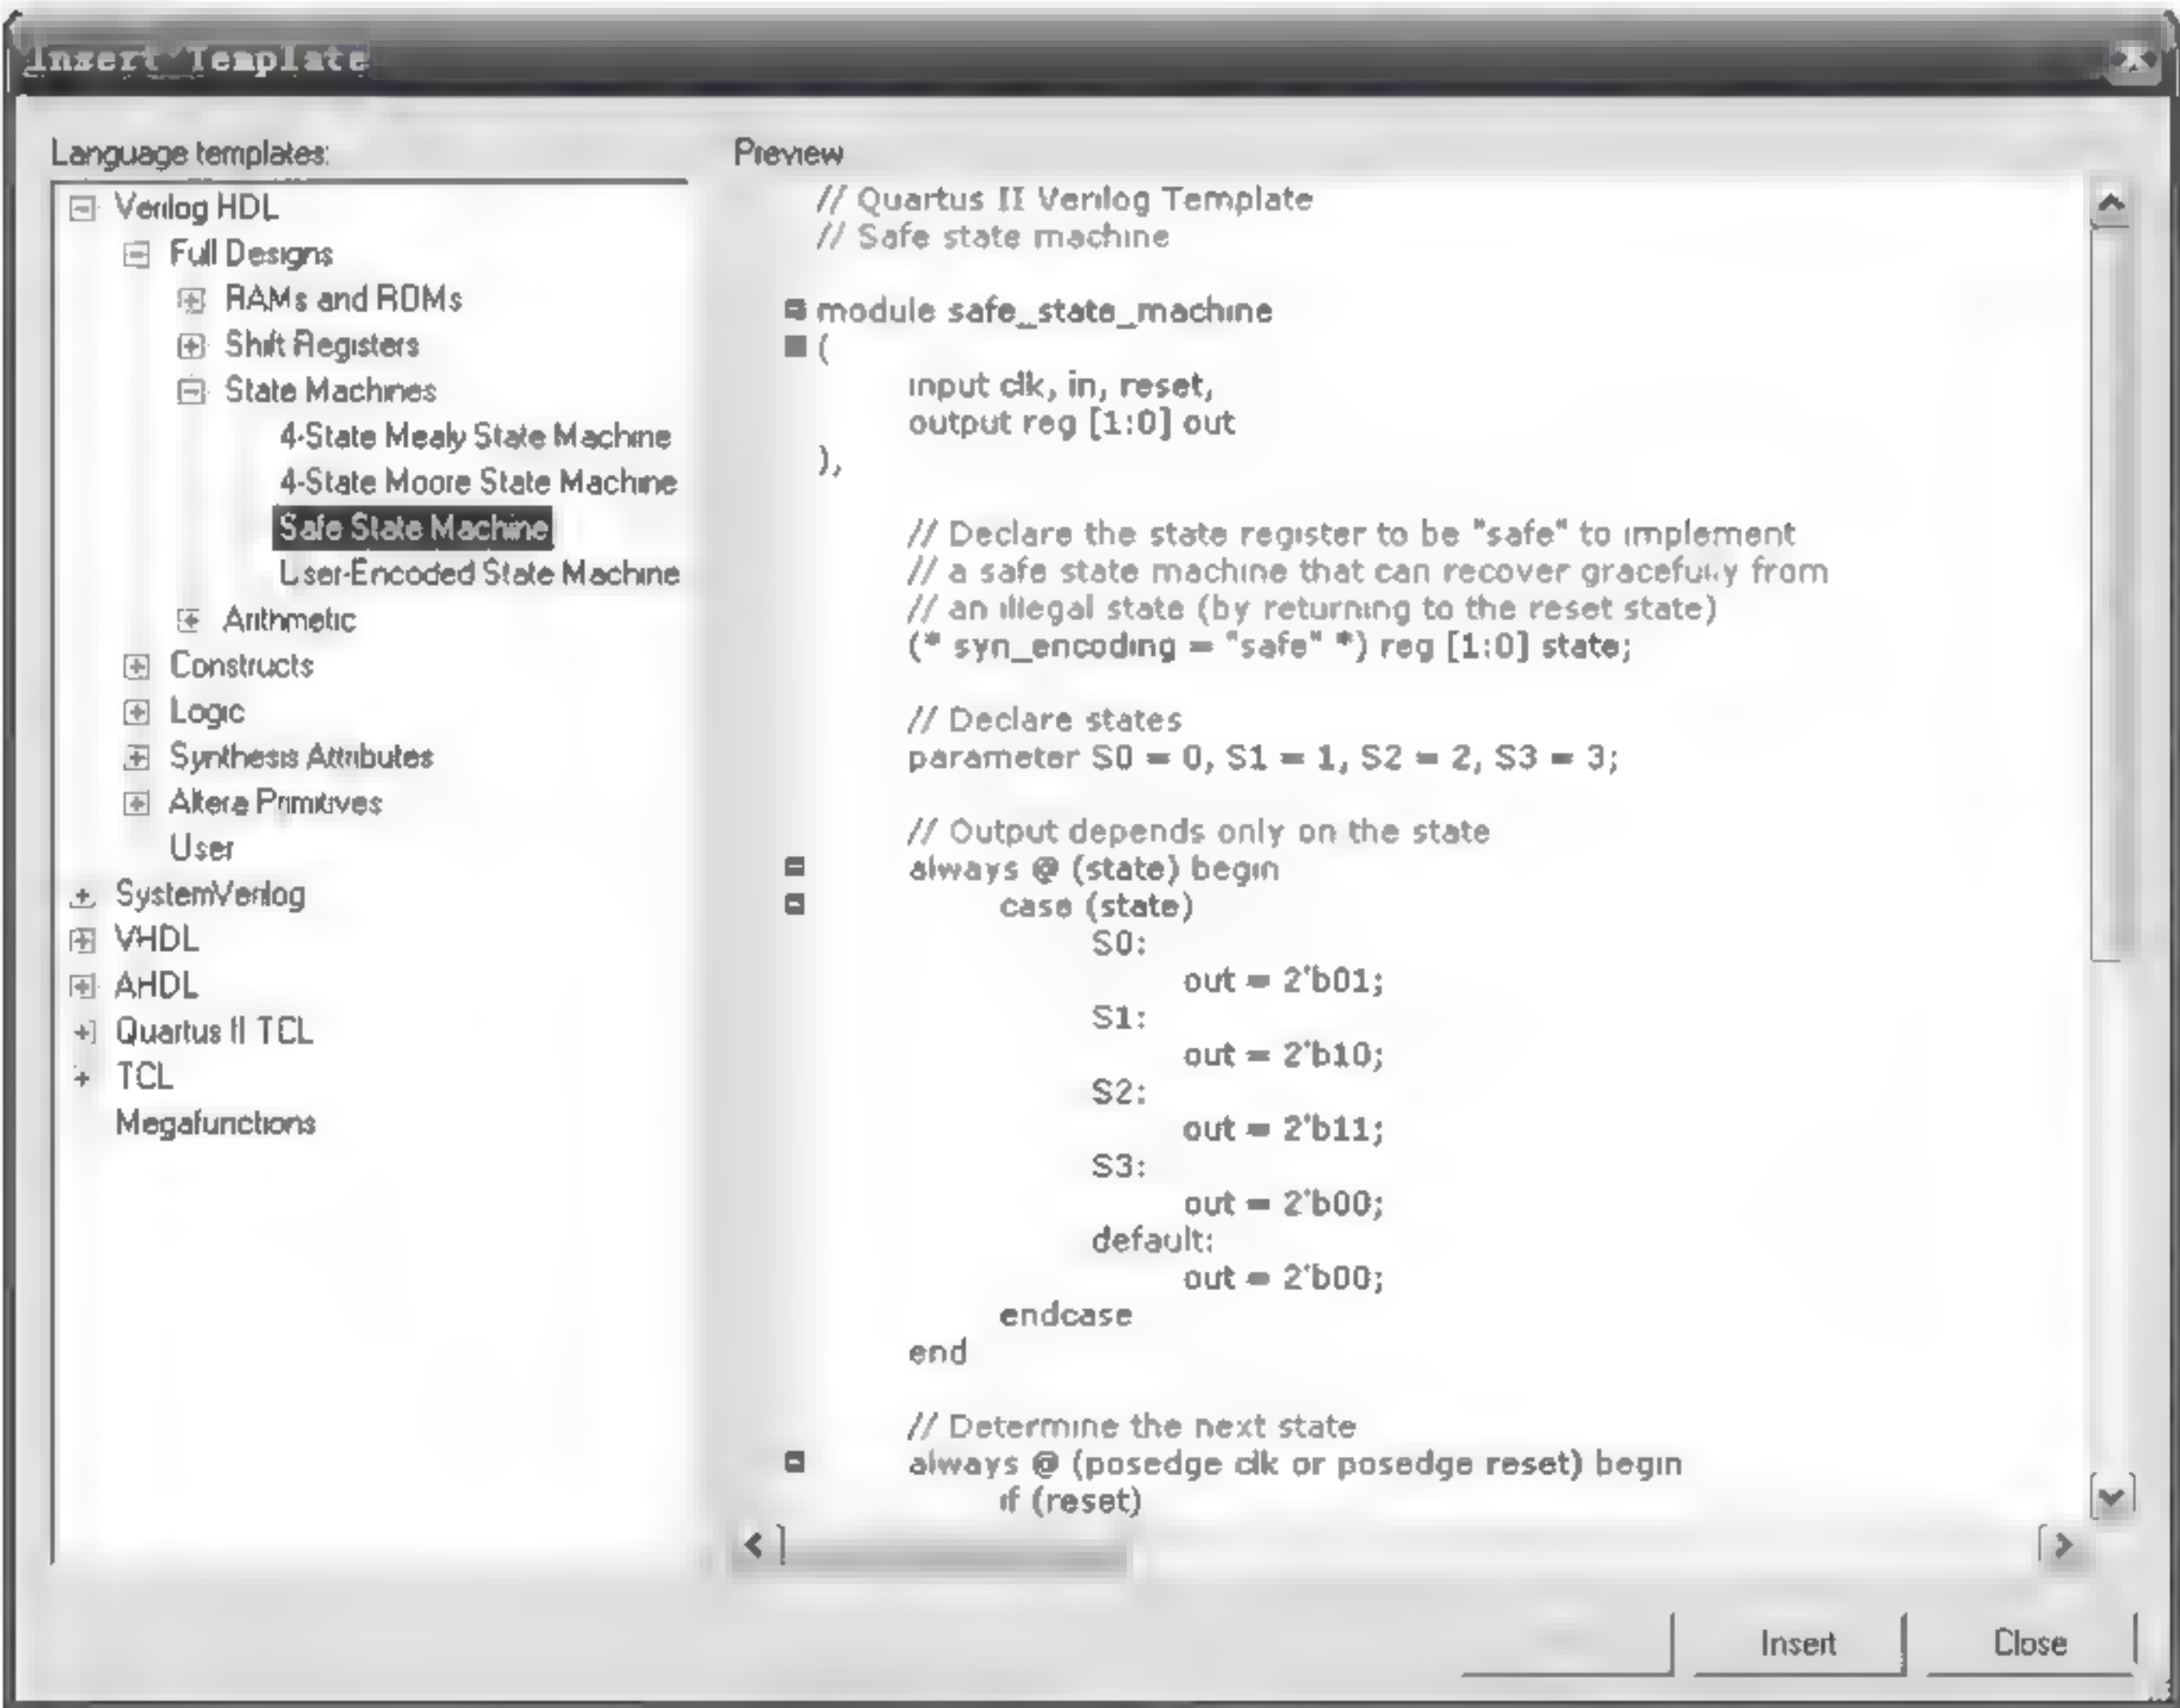 Insert Template
Language templates:
Verilog HDL
Full Designs
RAMs and ROMs
Shift Registers
State Machines
4-State Mealy State Machine
4-State Moore State Machine
Safe State Machine
User-Encoded State Machine
Arithmetic
Constructs
Logic
Synthesis Attributes
Altera Primitives
User
SystemVerilog
VHDL
AHDL
Quartus II TCL
TCL
Megafunctions
Preview
// Quartus II Verilog Template
// Safe state machine
module safe_state_machine
(
input clk, in, reset,
output reg [1:0] out
);
// Declare the state register to be "safe" to implement
// a safe state machine that can recover gracefully from
// an illegal state (by returning to the reset state)
(* syn_encoding = "safe" *) reg [1:0] state;
// Declare states
parameter S0 = 0, S1 = 1, S2 = 2, S3 = 3;
// Output depends only on the state
always @ (state) begin
case (state)
S0:
out = 2'b01;
S1:
out = 2'b10;
S2:
out = 2'b11;
S3:
out = 2'b00;
default:
out = 2'b00;
endcase
end
// Determine the next state
always @ (posedge clk or posedge reset) begin
if (reset)
Insert
Close